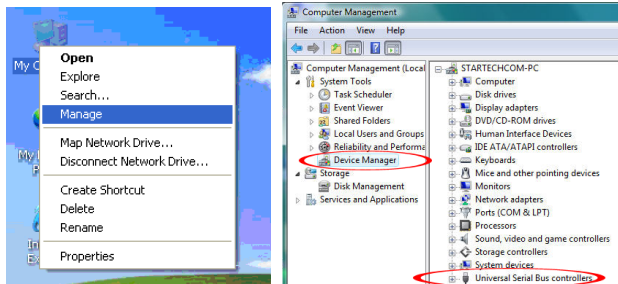 My C
Open
Explore
Search...
Manage
Map Network Drive...
Disconnect Network Drive...
Create Shortcut
Delete
Rename
Properties
Computer Management
File Action View Help
Computer Management (Local
System Tools
Task Scheduler
Event Viewer
Shared Folders
Local Users and Groups
Reliability and Performa
Device Manager
Storage
Disk Management
Services and Applications
STARTECHCOM-PC
Computer
Disk drives
Display adapters
DVD/CD-ROM drives
Human Interface Devices
IDE ATA/ATAPI controllers
Keyboards
Mice and other pointing devices
Monitors
Network adapters
Ports (COM & LPT)
Processors
Sound, video and game controllers
Storage controllers
System devices
Universal Serial Bus controllers